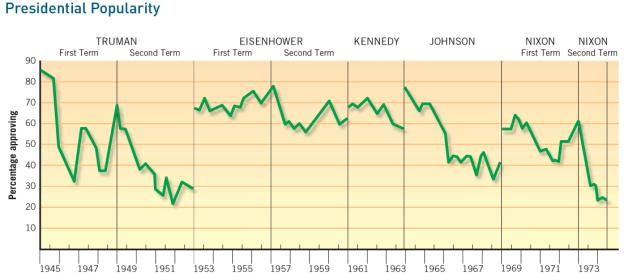 Presidential Popularity
TRUMAN EISENHOWER KENNEDY JOHNSON NIXON NIXON
First Term Second Term First Term Second Term First Term Second Term
Percentage approving
90
80
70
60
50
40
30
20
10
1945 1947 1949 1951 1953 1955 1957 1959 1961 1963 1965 1967 1969 1971 1973